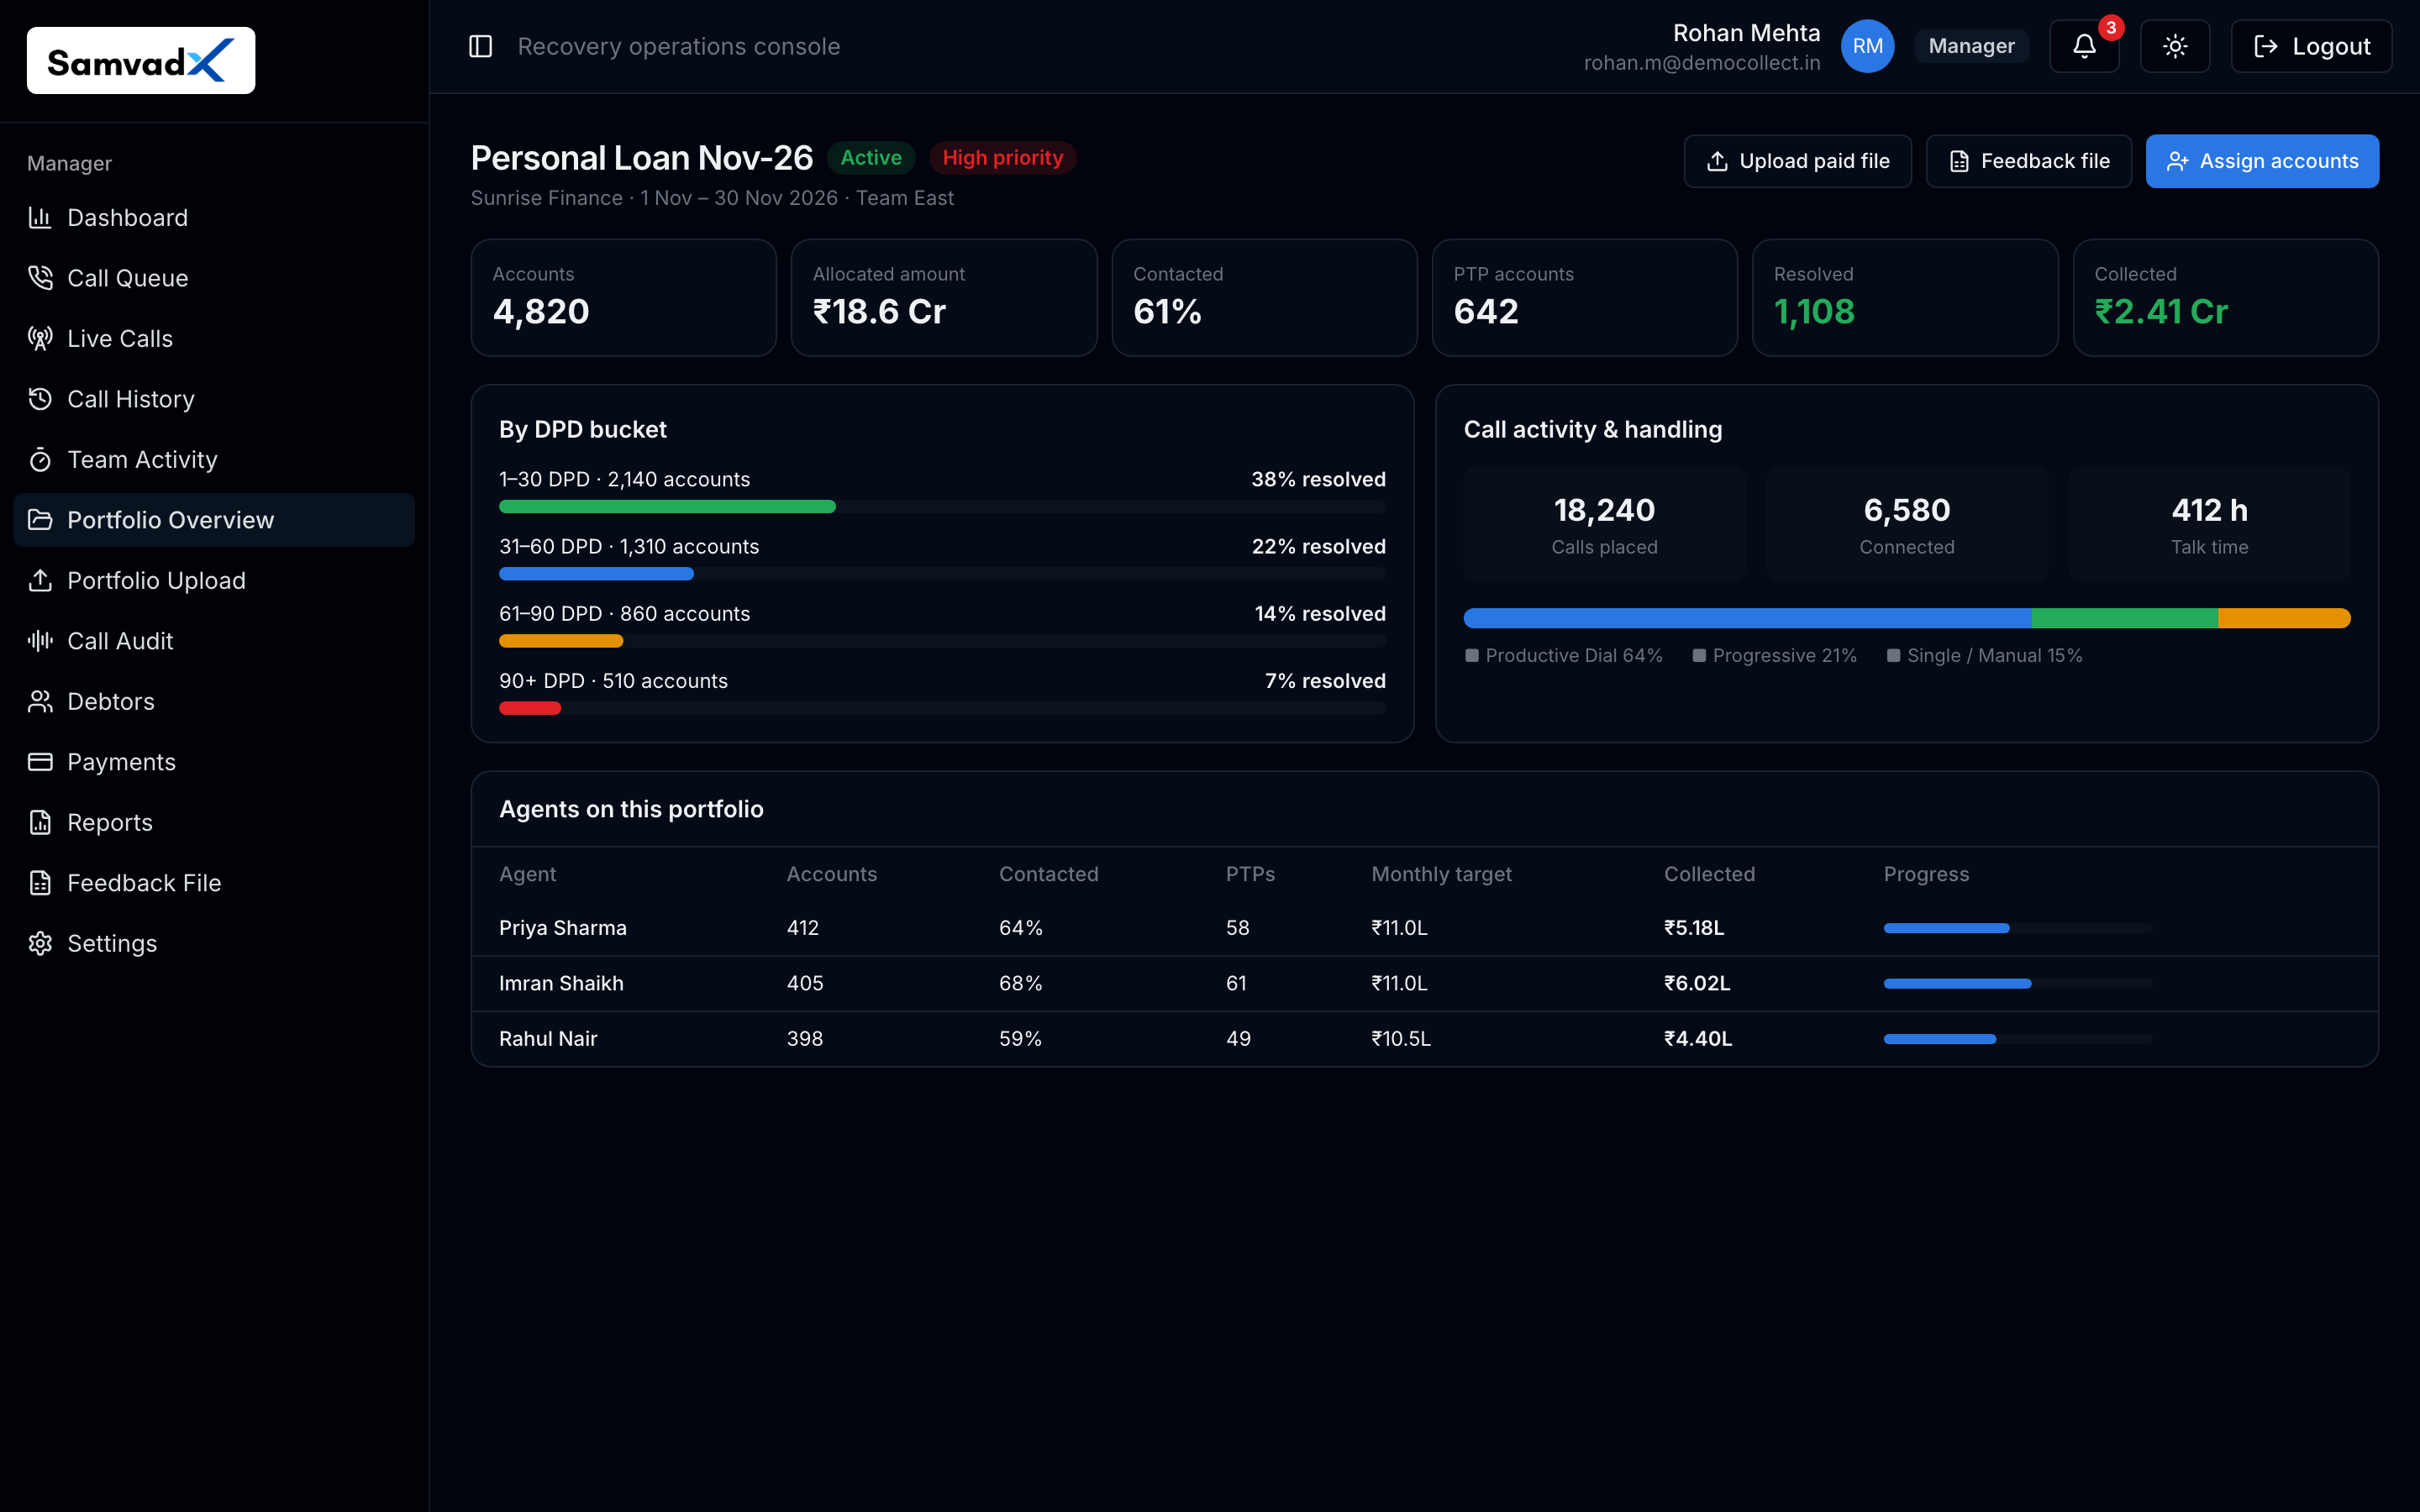 SamvadX
Recovery operations console
Rohan Mehta
rohan.m@democollect.in
RM
Manager
3
Logout
Manager
Dashboard
Call Queue
Live Calls
Call History
Team Activity
Portfolio Overview
Portfolio Upload
Call Audit
Debtors
Payments
Reports
Feedback File
Settings
Personal Loan Nov-26 Active High priority
Sunrise Finance · 1 Nov – 30 Nov 2026 · Team East
Upload paid file
Feedback file
Assign accounts
Accounts
4,820
Allocated amount
₹18.6 Cr
Contacted
61%
PTP accounts
642
Resolved
1,108
Collected
₹2.41 Cr
By DPD bucket
1–30 DPD · 2,140 accounts 38% resolved
31–60 DPD · 1,310 accounts 22% resolved
61–90 DPD · 860 accounts 14% resolved
90+ DPD · 510 accounts 7% resolved
Call activity & handling
18,240
Calls placed
6,580
Connected
412 h
Talk time
Productive Dial 64% Progressive 21% Single / Manual 15%
Agents on this portfolio
Agent Accounts Contacted PTPs Monthly target Collected Progress
Priya Sharma 412 64% 58 ₹11.0L ₹5.18L
Imran Shaikh 405 68% 61 ₹11.0L ₹6.02L
Rahul Nair 398 59% 49 ₹10.5L ₹4.40L